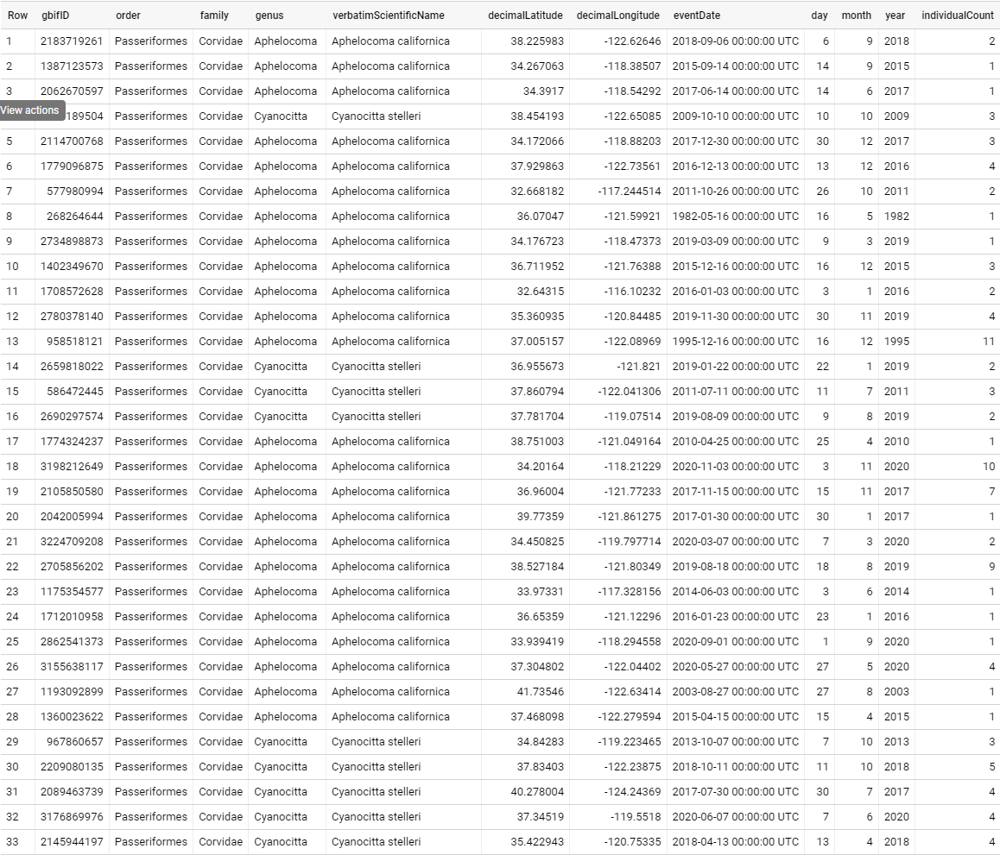 Row gbifID order family genus verbatimScientificName decimalLatitude decimalLongitude eventDate day month year individualCount
1 2183719261 Passeriformes Corvidae Aphelocoma Aphelocoma californica 38.225983 -122.62646 2018-09-06 00:00:00 UTC 6 9 2018 2
2 1387123573 Passeriformes Corvidae Aphelocoma Aphelocoma californica 34.267063 -118.38507 2015-09-14 00:00:00 UTC 14 9 2015 1
3 2062670597 Passeriformes Corvidae Aphelocoma Aphelocoma californica 34.3917 -118.54292 2017-06-14 00:00:00 UTC 14 6 2017 1
View actions 189504 Passeriformes Corvidae Cyanocitta Cyanocitta stelleri 38.454193 -122.65085 2009-10-10 00:00:00 UTC 10 10 2009 3
5 2114700768 Passeriformes Corvidae Aphelocoma Aphelocoma californica 34.172066 -118.88203 2017-12-30 00:00:00 UTC 30 12 2017 3
6 1779096875 Passeriformes Corvidae Aphelocoma Aphelocoma californica 37.929863 -122.73561 2016-12-13 00:00:00 UTC 13 12 2016 4
7 577980994 Passeriformes Corvidae Aphelocoma Aphelocoma californica 32.668182 -117.244514 2011-10-26 00:00:00 UTC 26 10 2011 2
8 268264644 Passeriformes Corvidae Aphelocoma Aphelocoma californica 36.07047 -121.59921 1982-05-16 00:00:00 UTC 16 5 1982 1
9 2734898873 Passeriformes Corvidae Aphelocoma Aphelocoma californica 34.176723 -118.47373 2019-03-09 00:00:00 UTC 9 3 2019 1
10 1402349670 Passeriformes Corvidae Aphelocoma Aphelocoma californica 36.711952 -121.76388 2015-12-16 00:00:00 UTC 16 12 2015 3
11 1708572628 Passeriformes Corvidae Aphelocoma Aphelocoma californica 32.64315 -116.10232 2016-01-03 00:00:00 UTC 3 1 2016 2
12 2780378140 Passeriformes Corvidae Aphelocoma Aphelocoma californica 35.360935 -120.84485 2019-11-30 00:00:00 UTC 30 11 2019 4
13 958518121 Passeriformes Corvidae Aphelocoma Aphelocoma californica 37.005157 -122.08969 1995-12-16 00:00:00 UTC 16 12 1995 11
14 2659818022 Passeriformes Corvidae Cyanocitta Cyanocitta stelleri 36.955673 -121.821 2019-01-22 00:00:00 UTC 22 1 2019 2
15 586472445 Passeriformes Corvidae Cyanocitta Cyanocitta stelleri 37.860794 -122.041306 2011-07-11 00:00:00 UTC 11 7 2011 3
16 2690297574 Passeriformes Corvidae Cyanocitta Cyanocitta stelleri 37.781704 -119.07514 2019-08-09 00:00:00 UTC 9 8 2019 2
17 1774324237 Passeriformes Corvidae Aphelocoma Aphelocoma californica 38.751003 -121.049164 2010-04-25 00:00:00 UTC 25 4 2010 1
18 3198212649 Passeriformes Corvidae Aphelocoma Aphelocoma californica 34.20164 -118.21229 2020-11-03 00:00:00 UTC 3 11 2020 10
19 2105850580 Passeriformes Corvidae Aphelocoma Aphelocoma californica 36.96004 -121.77233 2017-11-15 00:00:00 UTC 15 11 2017 7
20 2042005994 Passeriformes Corvidae Aphelocoma Aphelocoma californica 39.77359 -121.861275 2017-01-30 00:00:00 UTC 30 1 2017 1
21 3224709208 Passeriformes Corvidae Aphelocoma Aphelocoma californica 34.450825 -119.797714 2020-03-07 00:00:00 UTC 7 3 2020 2
22 2705856202 Passeriformes Corvidae Aphelocoma Aphelocoma californica 38.527184 -121.80349 2019-08-18 00:00:00 UTC 18 8 2019 9
23 1175354577 Passeriformes Corvidae Aphelocoma Aphelocoma californica 33.97331 -117.328156 2014-06-03 00:00:00 UTC 3 6 2014 1
24 1712010958 Passeriformes Corvidae Aphelocoma Aphelocoma californica 36.65359 -121.12296 2016-01-23 00:00:00 UTC 23 1 2016 1
25 2862541373 Passeriformes Corvidae Aphelocoma Aphelocoma californica 33.939419 -118.294558 2020-09-01 00:00:00 UTC 1 9 2020 1
26 3155638117 Passeriformes Corvidae Aphelocoma Aphelocoma californica 37.304802 -122.04402 2020-05-27 00:00:00 UTC 27 5 2020 4
27 1193092899 Passeriformes Corvidae Aphelocoma Aphelocoma californica 41.73546 -122.63414 2003-08-27 00:00:00 UTC 27 8 2003 1
28 1360023622 Passeriformes Corvidae Aphelocoma Aphelocoma californica 37.468098 -122.279594 2015-04-15 00:00:00 UTC 15 4 2015 1
29 967860657 Passeriformes Corvidae Cyanocitta Cyanocitta stelleri 34.84283 -119.223465 2013-10-07 00:00:00 UTC 7 10 2013 3
30 2209080135 Passeriformes Corvidae Cyanocitta Cyanocitta stelleri 37.83403 -122.23875 2018-10-11 00:00:00 UTC 11 10 2018 5
31 2089463739 Passeriformes Corvidae Cyanocitta Cyanocitta stelleri 40.278004 -124.24369 2017-07-30 00:00:00 UTC 30 7 2017 4
32 3176869976 Passeriformes Corvidae Cyanocitta Cyanocitta stelleri 37.34519 -119.5518 2020-06-07 00:00:00 UTC 7 6 2020 4
33 2145944197 Passeriformes Corvidae Cyanocitta Cyanocitta stelleri 35.422943 -120.75335 2018-04-13 00:00:00 UTC 13 4 2018 4